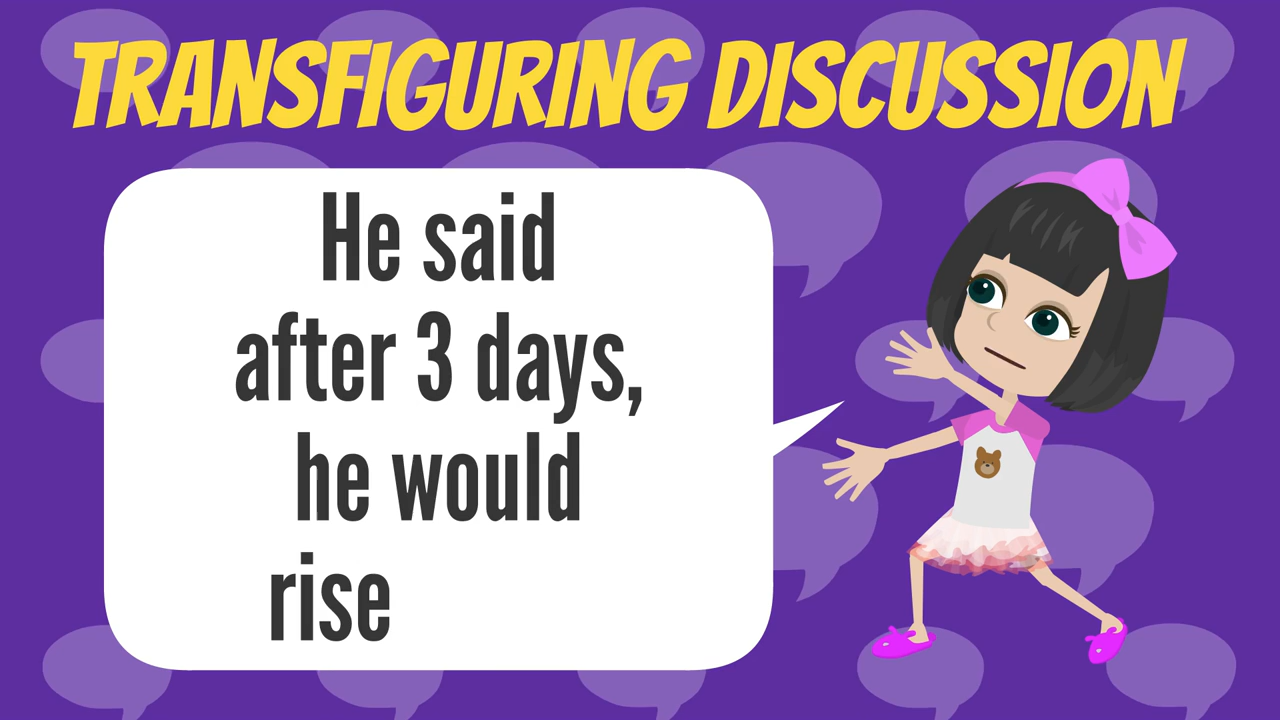 TRANSFIGURING DISCUSSION
He said
after 3 days,
he would
rise